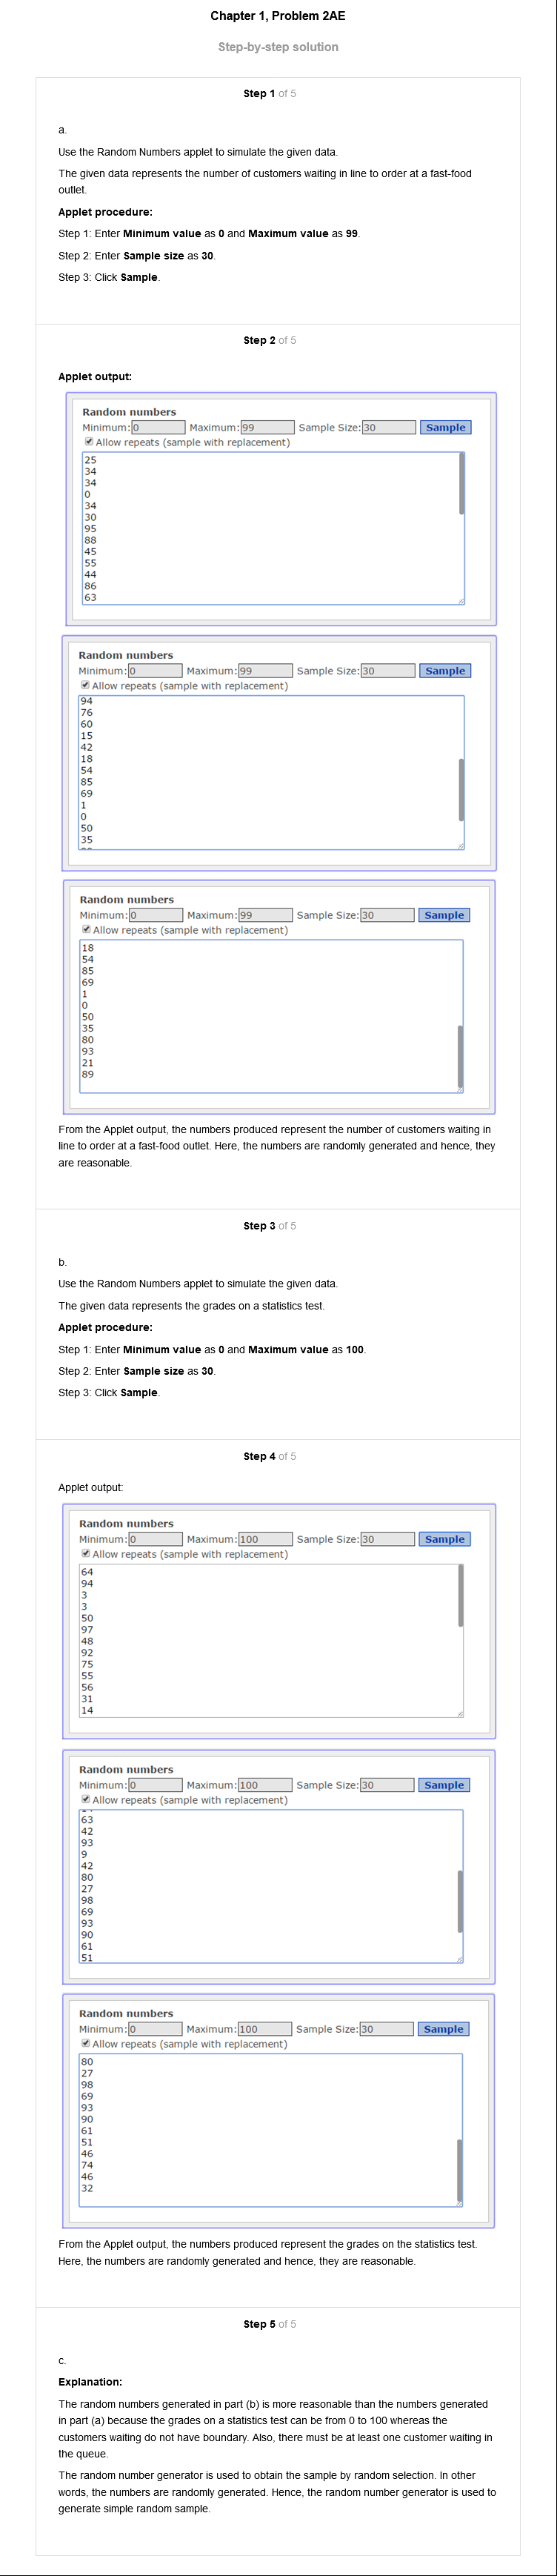 Chapter 1, Problem 2AE
Step-by-step solution
Step 1 of 5
a.
Use the Random Numbers applet to simulate the given data.
The given data represents the number of customers waiting in line to order at a fast-food
outlet.
Applet procedure:
Step 1: Enter Minimum value as 0 and Maximum value as 99.
Step 2: Enter Sample size as 30.
Step 3: Click Sample.
Step 2 of 5
Applet output:
Random numbers
Minimum: 0 Maximum: 99 Sample Size: 30 Sample
Allow repeats (sample with replacement)
25
34
34
0
34
30
95
88
45
55
44
86
63
Random numbers
Minimum: 0 Maximum: 99 Sample Size: 30 Sample
Allow repeats (sample with replacement)
94
76
60
15
42
18
54
85
69
1
0
50
35
Random numbers
Minimum: 0 Maximum: 99 Sample Size: 30 Sample
Allow repeats (sample with replacement)
18
54
85
69
1
0
50
35
80
93
21
89
From the Applet output, the numbers produced represent the number of customers waiting in
line to order at a fast-food outlet. Here, the numbers are randomly generated and hence, they
are reasonable.
Step 3 of 5
b.
Use the Random Numbers applet to simulate the given data.
The given data represents the grades on a statistics test.
Applet procedure:
Step 1: Enter Minimum value as 0 and Maximum value as 100.
Step 2: Enter Sample size as 30.
Step 3: Click Sample.
Step 4 of 5
Applet output:
Random numbers
Minimum: 0 Maximum: 100 Sample Size: 30 Sample
Allow repeats (sample with replacement)
64
94
3
3
50
97
48
92
75
55
56
31
14
Random numbers
Minimum: 0 Maximum: 100 Sample Size: 30 Sample
Allow repeats (sample with replacement)
63
42
93
9
42
80
27
98
69
93
90
61
51
Random numbers
Minimum: 0 Maximum: 100 Sample Size: 30 Sample
Allow repeats (sample with replacement)
80
27
98
69
93
90
61
51
46
74
46
32
From the Applet output, the numbers produced represent the grades on the statistics test.
Here, the numbers are randomly generated and hence, they are reasonable.
Step 5 of 5
c.
Explanation:
The random numbers generated in part (b) is more reasonable than the numbers generated
in part (a) because the grades on a statistics test can be from 0 to 100 whereas the
customers waiting do not have boundary. Also, there must be at least one customer waiting in
the queue.
The random number generator is used to obtain the sample by random selection. In other
words, the numbers are randomly generated. Hence, the random number generator is used to
generate simple random sample.